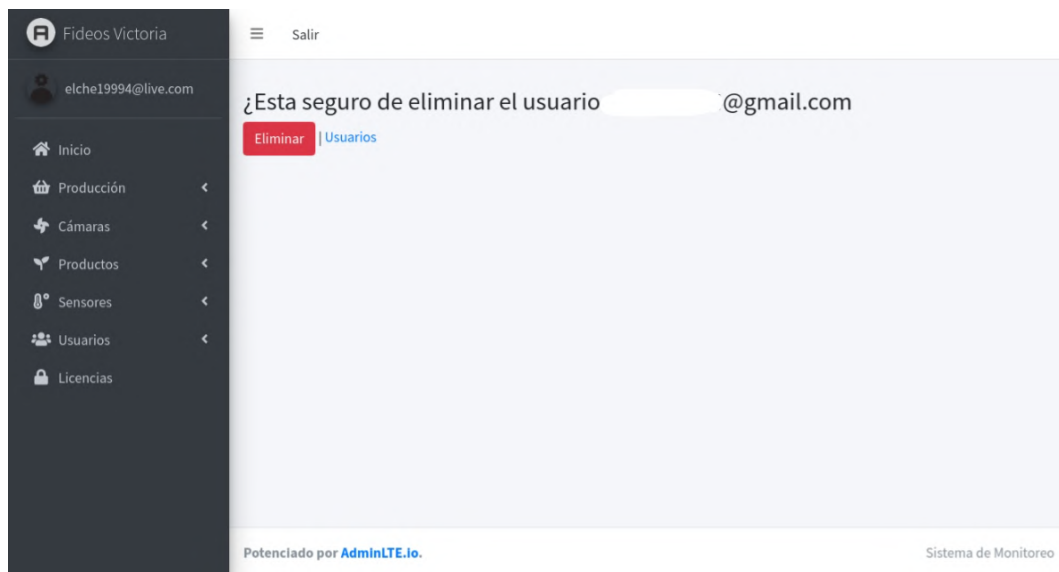 Fideos Victoria
Salir
elche19994@live.com
¿Esta seguro de eliminar el usuario @gmail.com
Eliminar | Usuarios
Inicio
Producción
Cámaras
Productos
Sensores
Usuarios
Licencias
Potenciado por AdminLTE.io.
Sistema de Monitoreo